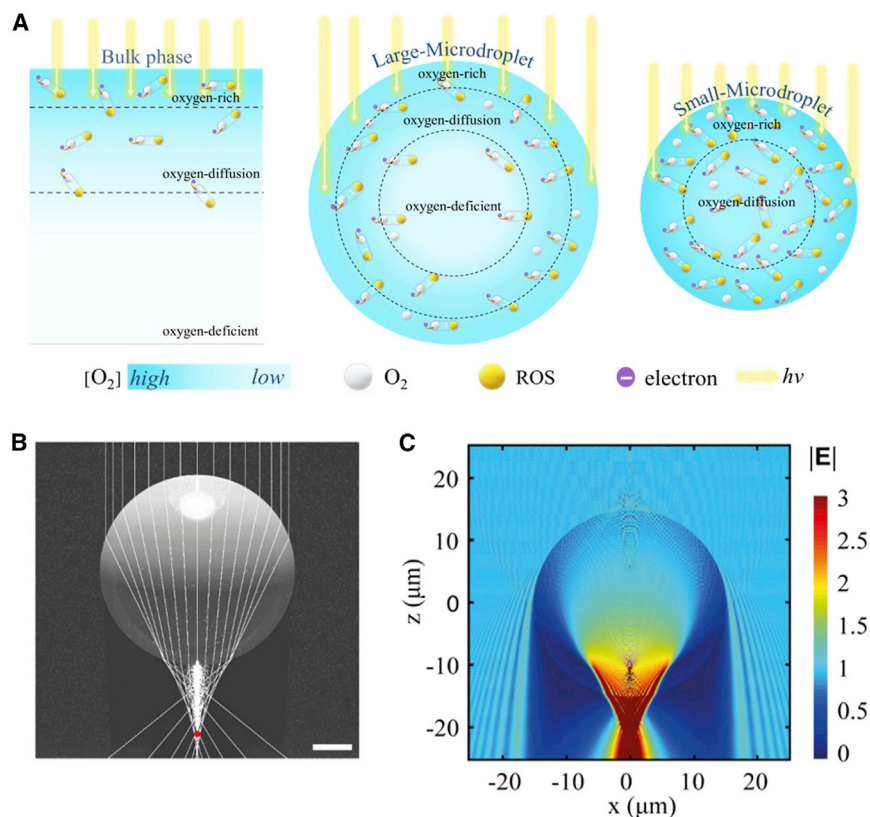 A
Bulk phase
oxygen-rich
oxygen-diffusion
oxygen-deficient
Large-Microdroplet
oxygen-rich
oxygen-diffusion
oxygen-deficient
Small-Microdroplet
oxygen-rich
oxygen-diffusion
[O₂] high low O₂ ROS electron hν
B
C
|E|
z (μm)
20
10
0
-10
-20
-20 -10 0 10 20
x (μm)
3
2.5
2
1.5
1
0.5
0